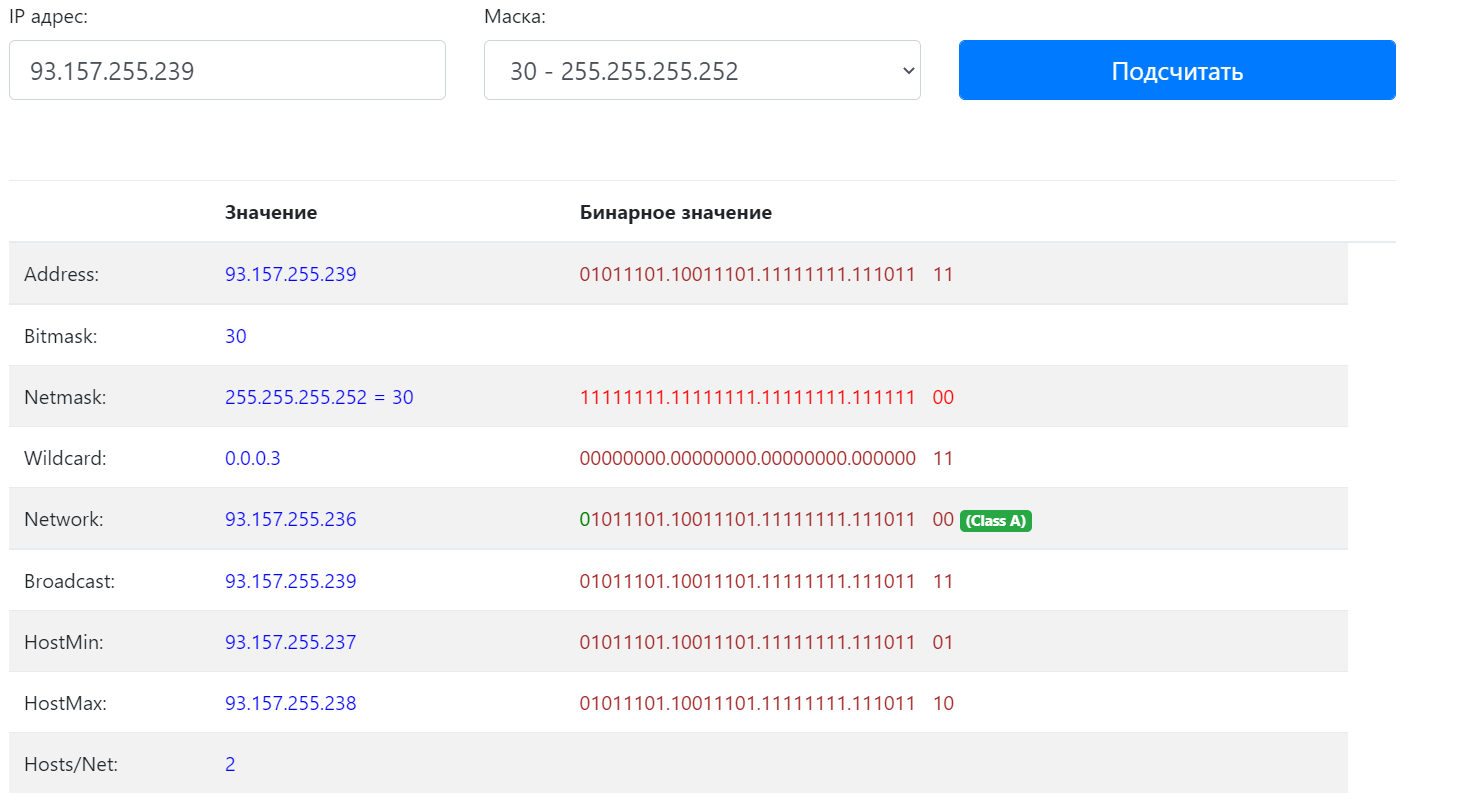 IP адрес: Маска:
93.157.255.239 30 - 255.255.255.252 Подсчитать
Значение Бинарное значение
Address: 93.157.255.239 01011101.10011101.11111111.111011 11
Bitmask: 30
Netmask: 255.255.255.252 = 30 11111111.11111111.11111111.111111 00
Wildcard: 0.0.0.3 00000000.00000000.00000000.000000 11
Network: 93.157.255.236 01011101.10011101.11111111.111011 00 (Class A)
Broadcast: 93.157.255.239 01011101.10011101.11111111.111011 11
HostMin: 93.157.255.237 01011101.10011101.11111111.111011 01
HostMax: 93.157.255.238 01011101.10011101.11111111.111011 10
Hosts/Net: 2